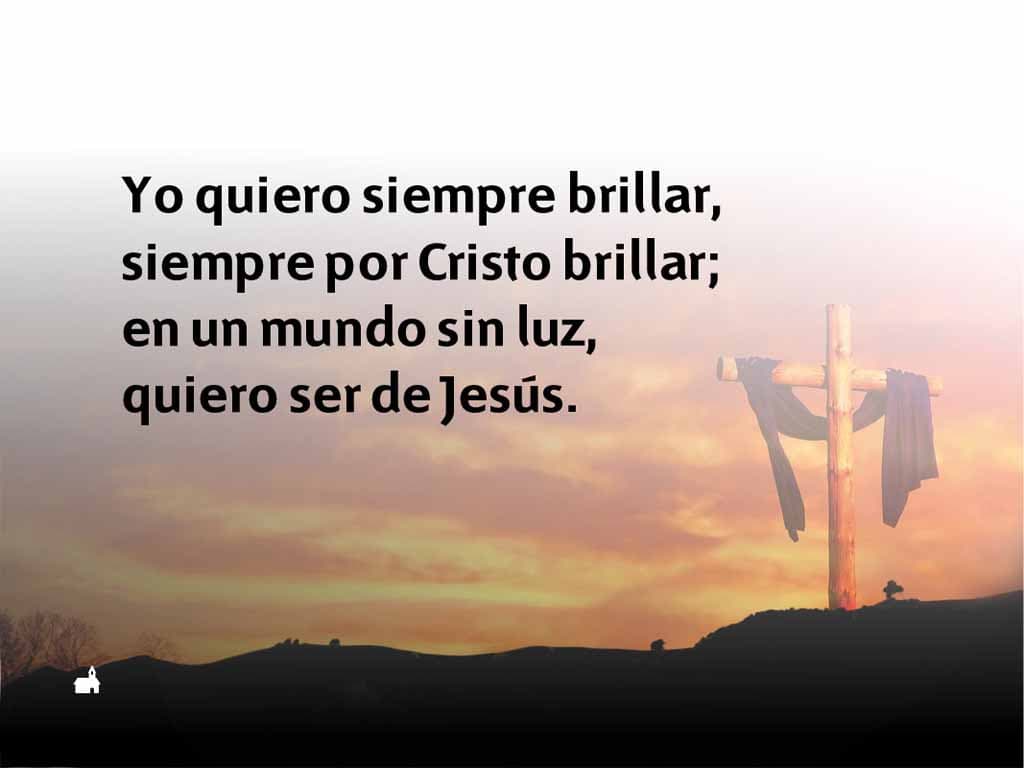 Yo quiero siempre brillar,
siempre por Cristo brillar;
en un mundo sin luz,
quiero ser de Jesús.